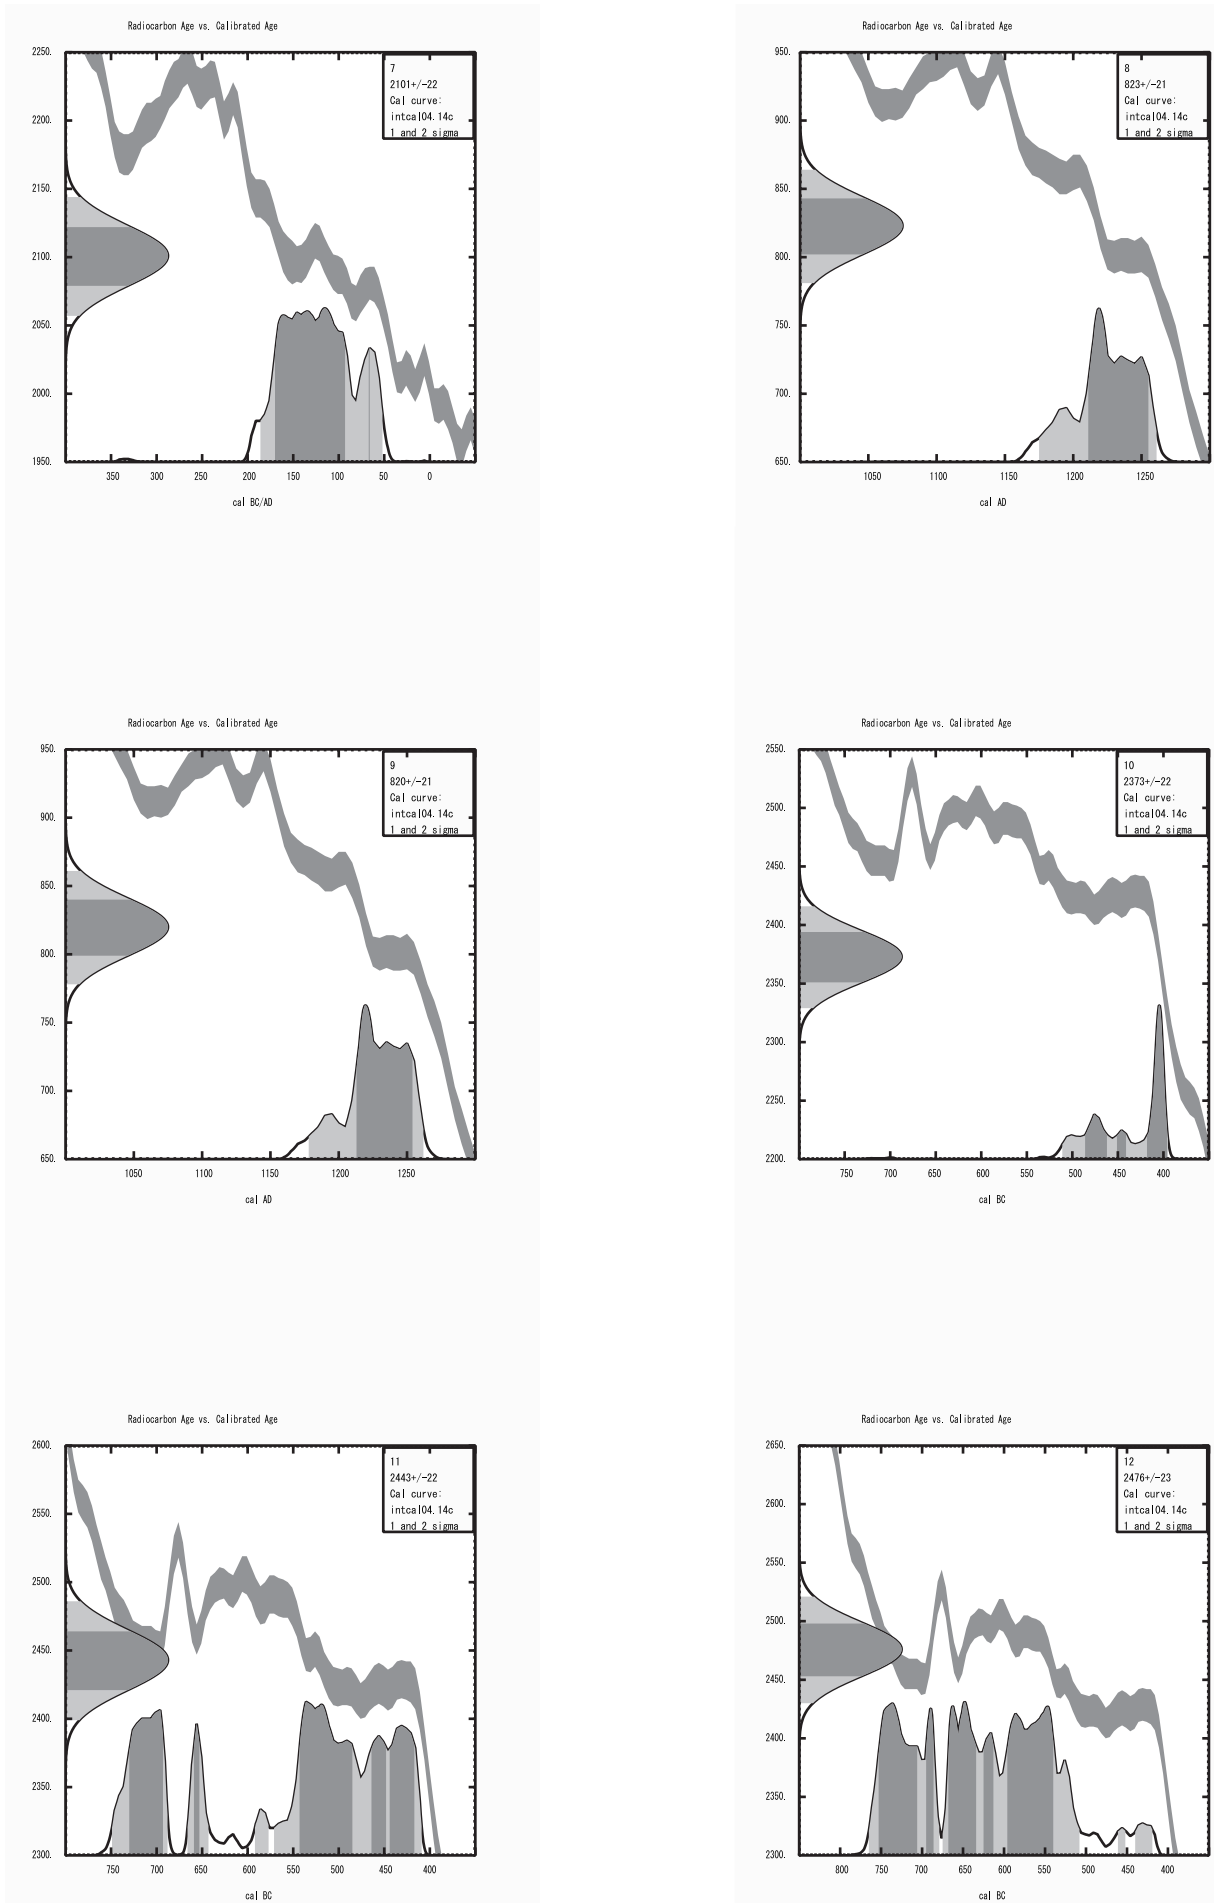 Radiocarbon Age vs. Calibrated Age
2250.
2200.
2150.
2100.
2050.
2000.
1950.
7
2101+/-22
Cal curve:
intcal04.14c
1 and 2 sigma
350 300 250 200 150 100 50 0
cal BC/AD
Radiocarbon Age vs. Calibrated Age
950.
900.
850.
800.
750.
700.
650.
8
823+/-21
Cal curve:
intcal04.14c
1 and 2 sigma
1050 1100 1150 1200 1250
cal AD
Radiocarbon Age vs. Calibrated Age
950.
900.
850.
800.
750.
700.
650.
9
820+/-21
Cal curve:
intcal04.14c
1 and 2 sigma
1050 1100 1150 1200 1250
cal AD
Radiocarbon Age vs. Calibrated Age
2550.
2500.
2450.
2400.
2350.
2300.
2250.
2200.
10
2373+/-22
Cal curve:
intcal04.14c
1 and 2 sigma
750 700 650 600 550 500 450 400
cal BC
Radiocarbon Age vs. Calibrated Age
2600.
2550.
2500.
2450.
2400.
2350.
2300.
11
2443+/-22
Cal curve:
intcal04.14c
1 and 2 sigma
750 700 650 600 550 500 450 400
cal BC
Radiocarbon Age vs. Calibrated Age
2650.
2600.
2550.
2500.
2450.
2400.
2350.
2300.
12
2476+/-23
Cal curve:
intcal04.14c
1 and 2 sigma
800 750 700 650 600 550 500 450 400
cal BC